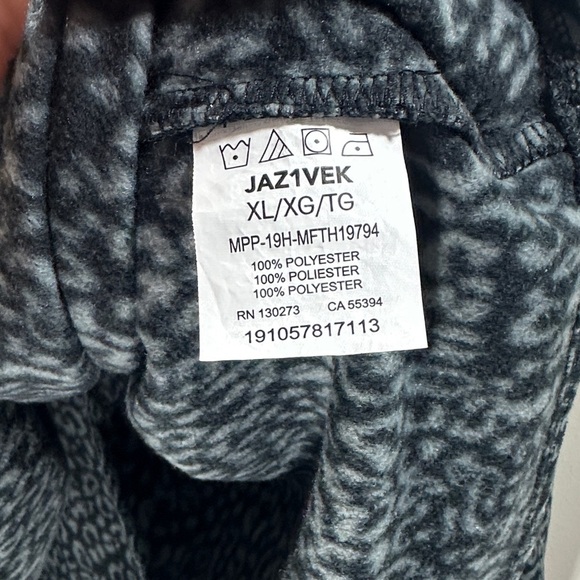 JAZ1VEK
XL/XG/TG
MPP-19H-MFTH19794
100% POLYESTER
100% POLIESTER
100% POLYESTER
RN 130273 CA 55394
191057817113